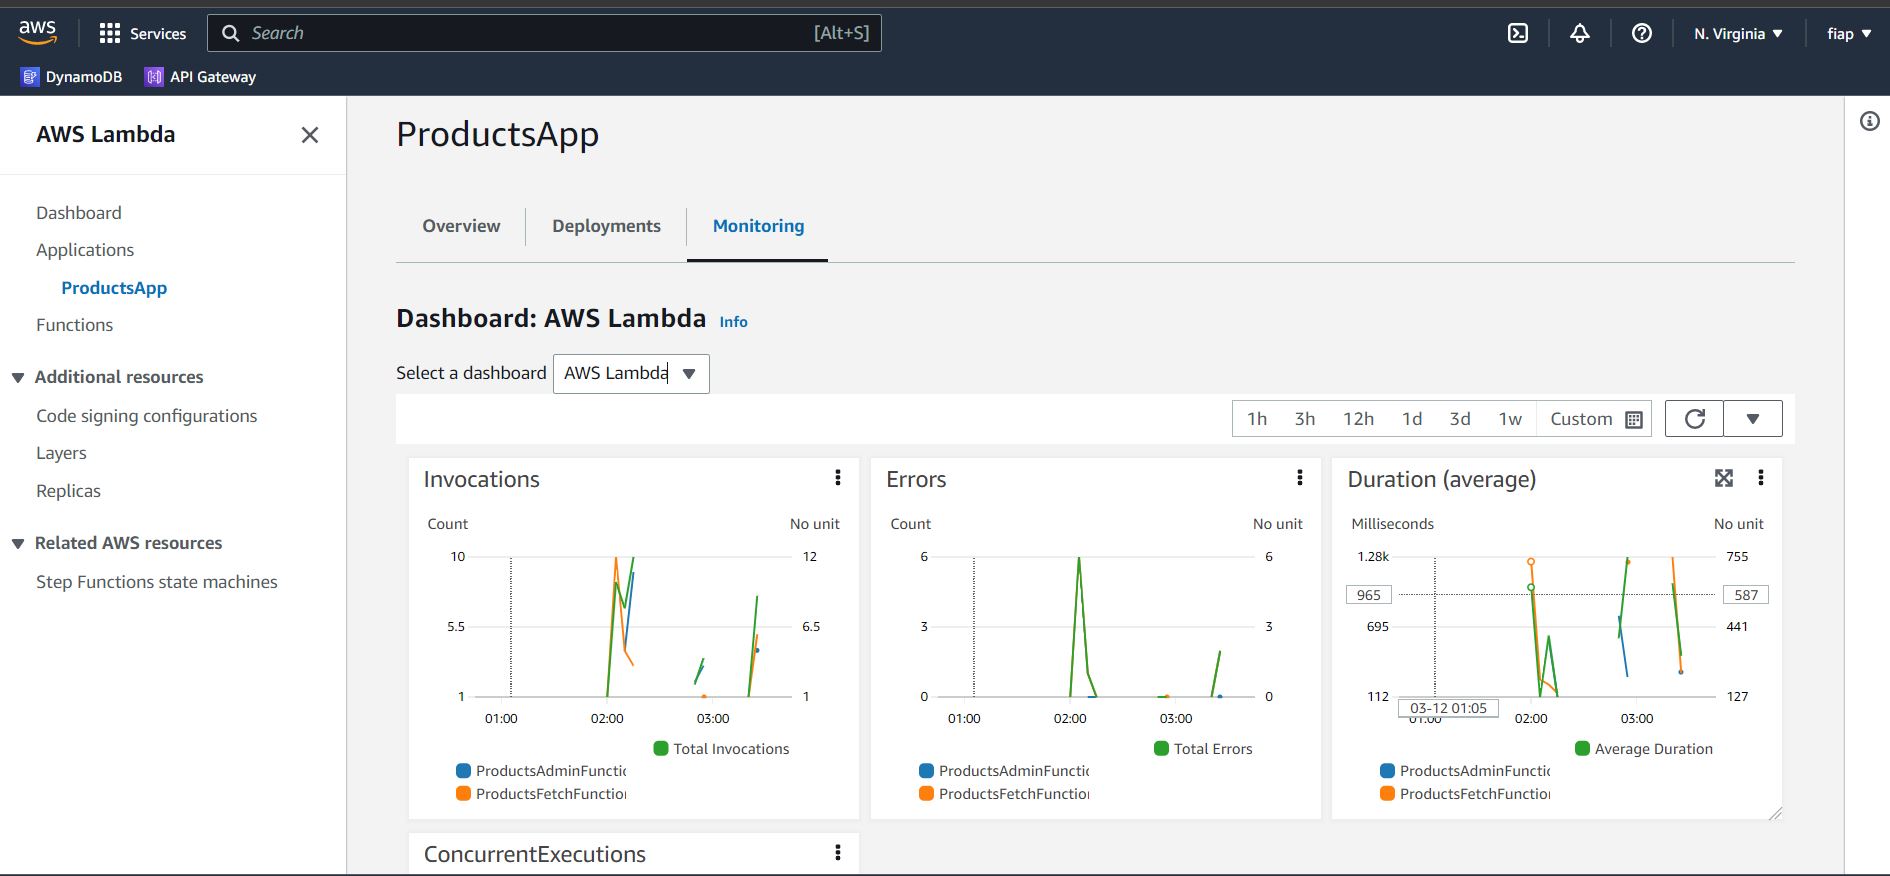 aws
Services
Search
[Alt+S]
N. Virginia
fiap
DynamoDB
API Gateway
AWS Lambda
Dashboard
Applications
ProductsApp
Functions
Additional resources
Code signing configurations
Layers
Replicas
Related AWS resources
Step Functions state machines
ProductsApp
Overview
Deployments
Monitoring
Dashboard: AWS Lambda Info
Select a dashboard
AWS Lambda
1h 3h 12h 1d 3d 1w Custom
Invocations
Count No unit
10 12
5.5 6.5
1 1
01:00 02:00 03:00
Total Invocations
ProductsAdminFunctic
ProductsFetchFunction
Errors
Count No unit
6 6
3 3
0 0
01:00 02:00 03:00
Total Errors
ProductsAdminFunctic
ProductsFetchFunction
Duration (average)
Milliseconds No unit
1.28k 755
965 587
695 441
112 127
03-12 01:05
01:00 02:00 03:00
Average Duration
ProductsAdminFunctic
ProductsFetchFunction
ConcurrentExecutions